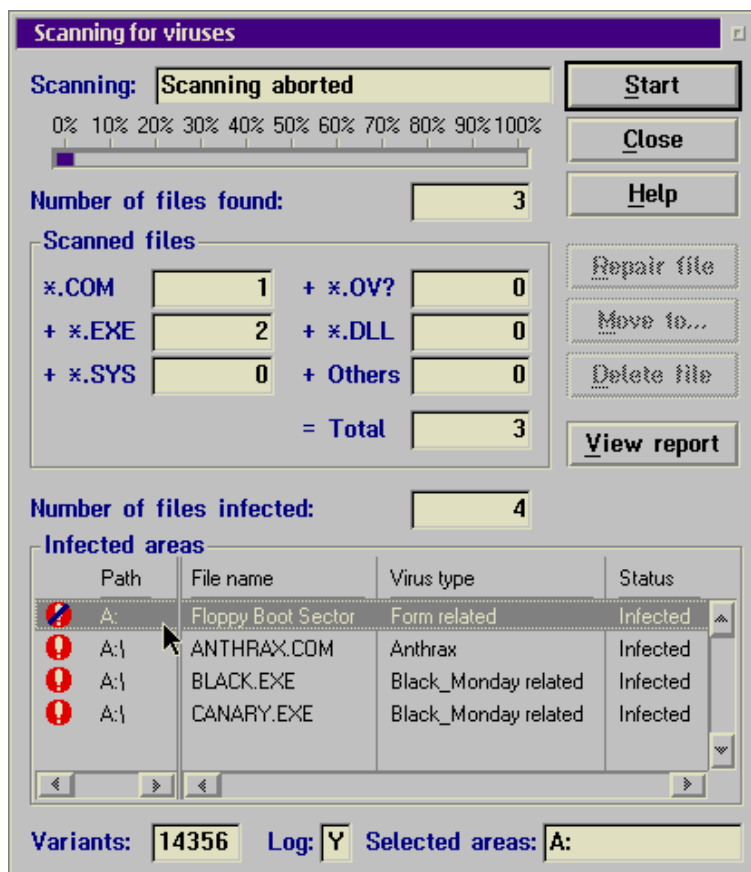 Scanning for viruses
Scanning: Scanning aborted
Start
0% 10% 20% 30% 40% 50% 60% 70% 80% 90% 100%
Close
Number of files found: 3
Help
Scanned files
*.COM 1 + *.OV? 0
Repair file
+ *.EXE 2 + *.DLL 0
Move to...
+ *.SYS 0 + Others 0
Delete file
= Total 3
View report
Number of files infected: 4
Infected areas
Path File name Virus type Status
A: Floppy Boot Sector Form related Infected
A:\ ANTHRAX.COM Anthrax Infected
A:\ BLACK.EXE Black_Monday related Infected
A:\ CANARY.EXE Black_Monday related Infected
Variants: 14356 Log: Y Selected areas: A: